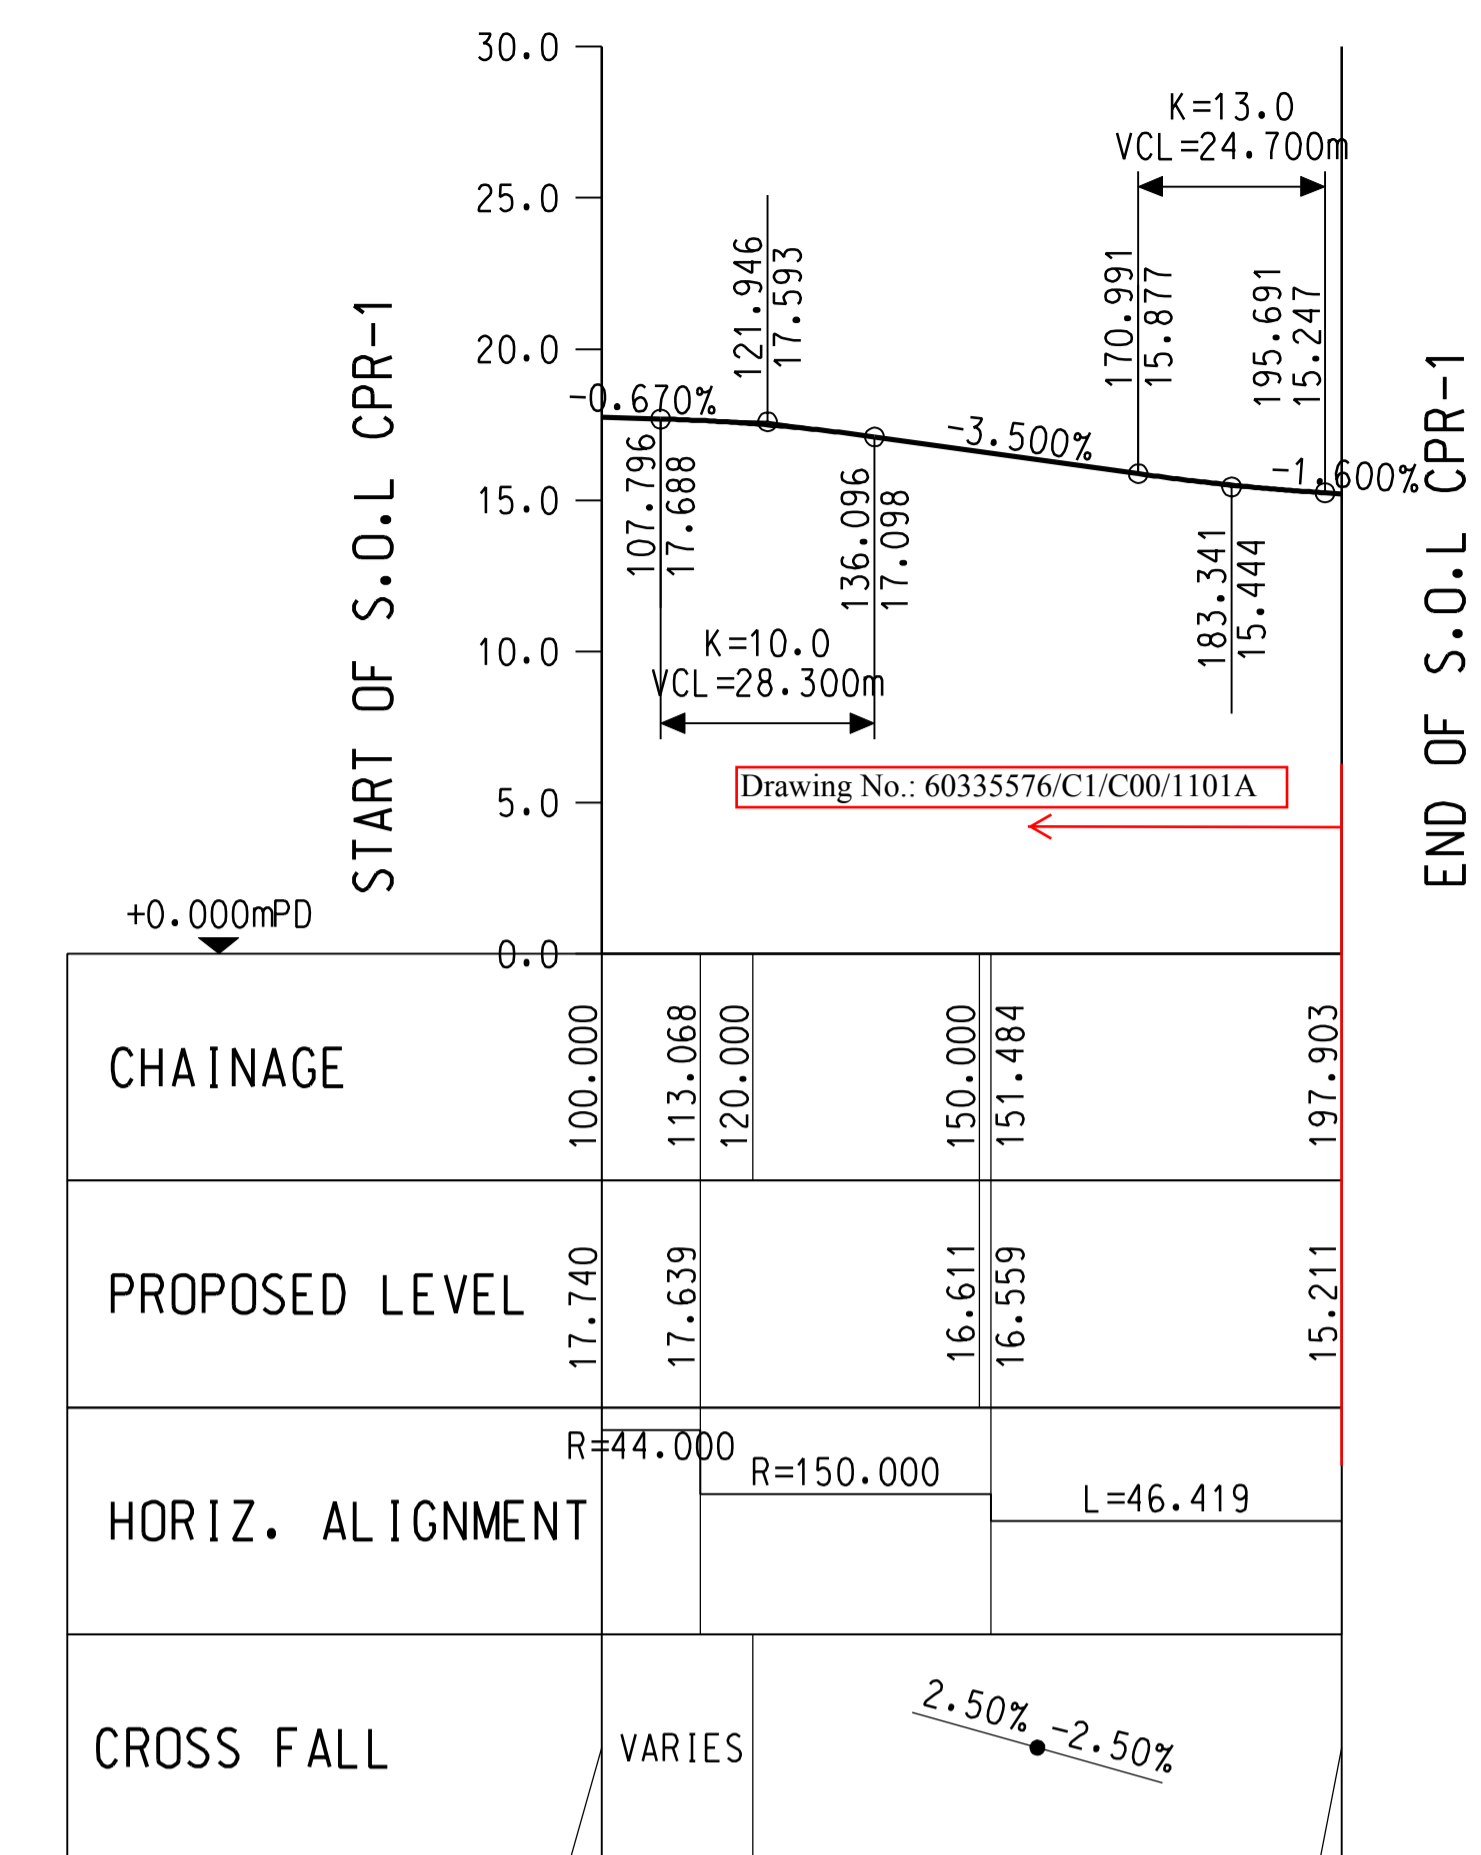 30.0
K=13.0
VCL=24.700m
25.0
121.946
17.593
170.991
15.877
195.691
15.247
START OF S.O.L CPR-1
20.0
END OF S.O.L CPR-1
-0.670%
-3.500%
-1.600%
107.796
17.688
136.096
17.098
15.0
183.341
15.444
10.0
K=10.0
VCL=28.300m
Drawing No.: 60335576/C1/C00/1101A
5.0
+0.000mPD
0.0
CHAINAGE
100.000
113.068
120.000
150.000
151.484
197.903
PROPOSED LEVEL
17.740
17.639
16.611
16.559
15.211
HORIZ. ALIGNMENT
R=44.000
R=150.000
L=46.419
CROSS FALL
VARIES
2.50%
-2.50%